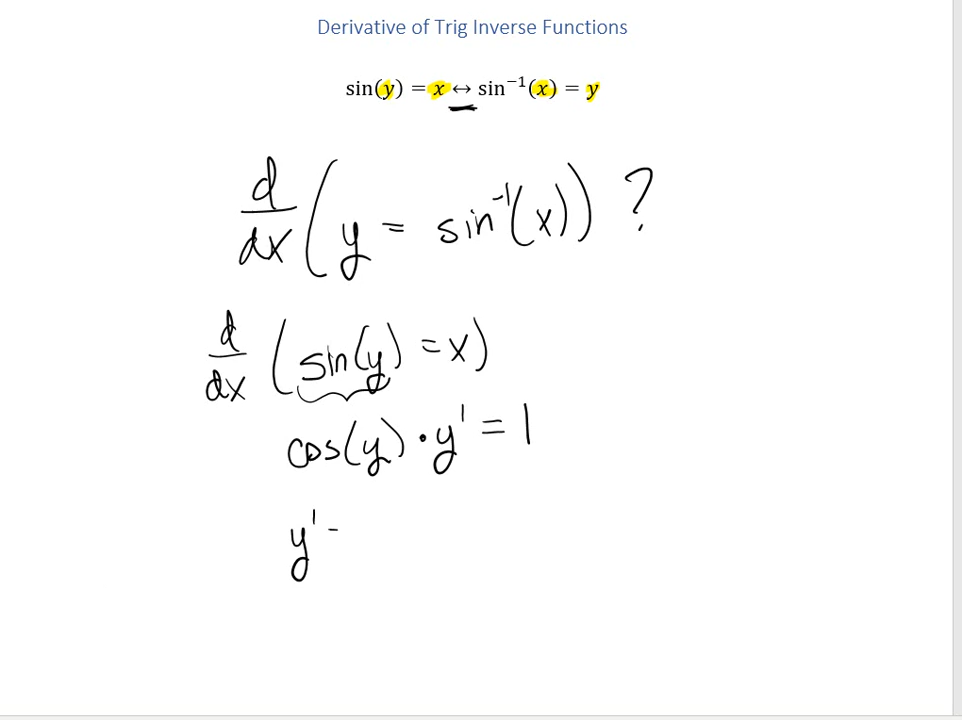 Derivative of Trig Inverse Functions
sin(y) = x ↔ sin⁻¹(x) = y
d/dx (y = sin⁻¹(x)) ?
d/dx (sin(y) = x)
cos(y) · y' = 1
y' -